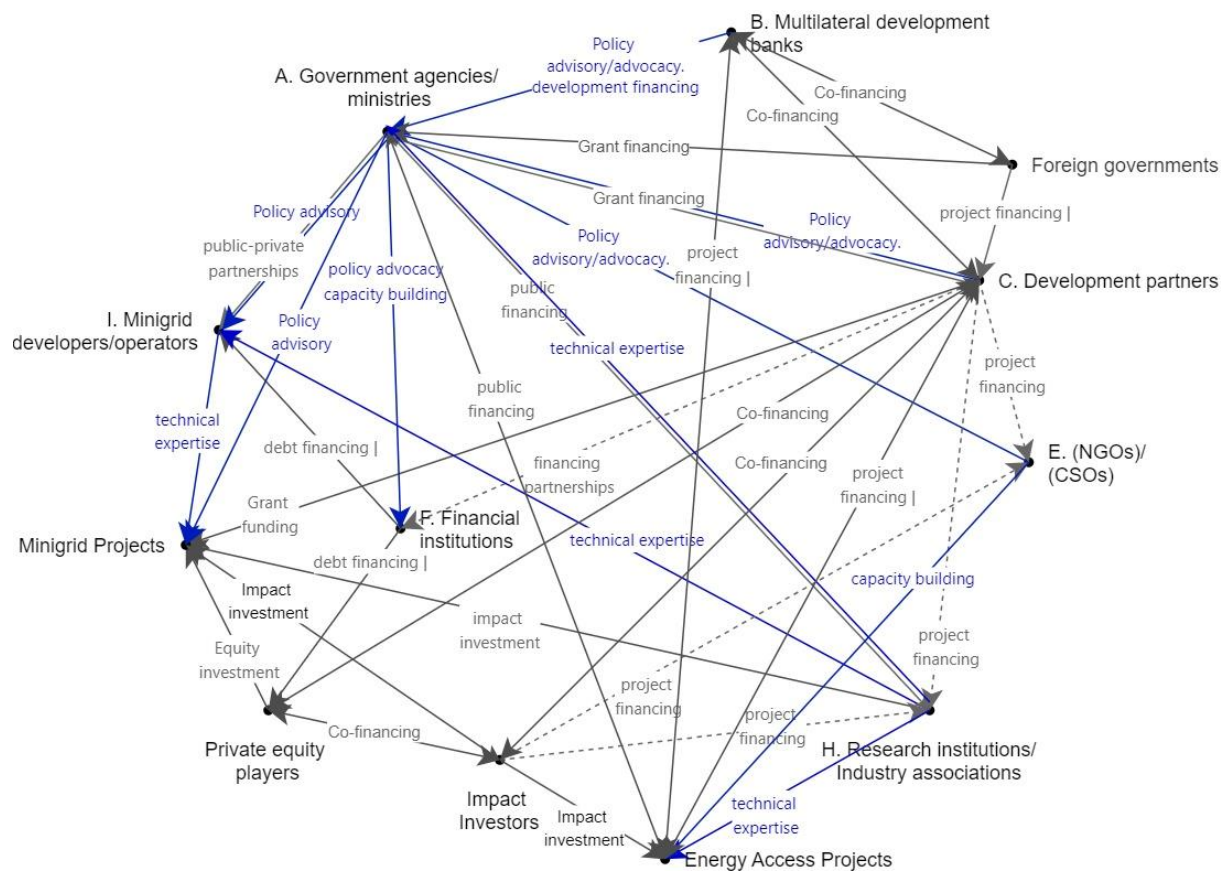 B. Multilateral development
banks
Policy
advisory/advocacy.
development financing
A. Government agencies/
ministries
Co-financing
Co-financing
Grant financing
Foreign governments
Grant financing
project financing |
Policy
advisory/advocacy.
Policy advisory
Policy
advisory/advocacy.
project
financing |
public-private
partnerships
policy advocacy
capacity building
public
financing
C. Development partners
I. Minigrid
developers/operators
Policy
advisory
technical expertise
project
financing
public
financing
technical
expertise
debt financing |
Co-financing
Co-financing
financing
partnerships
project
financing |
E. (NGOs)/
(CSOs)
Grant
funding
F. Financial
institutions
Minigrid Projects
technical expertise
debt financing |
capacity building
Impact
investment
impact
investment
Equity
investment
project
financing
project
financing
project
financing
Co-financing
Private equity
players
H. Research institutions/
Industry associations
Impact
Investors
Impact
investment
technical
expertise
Energy Access Projects